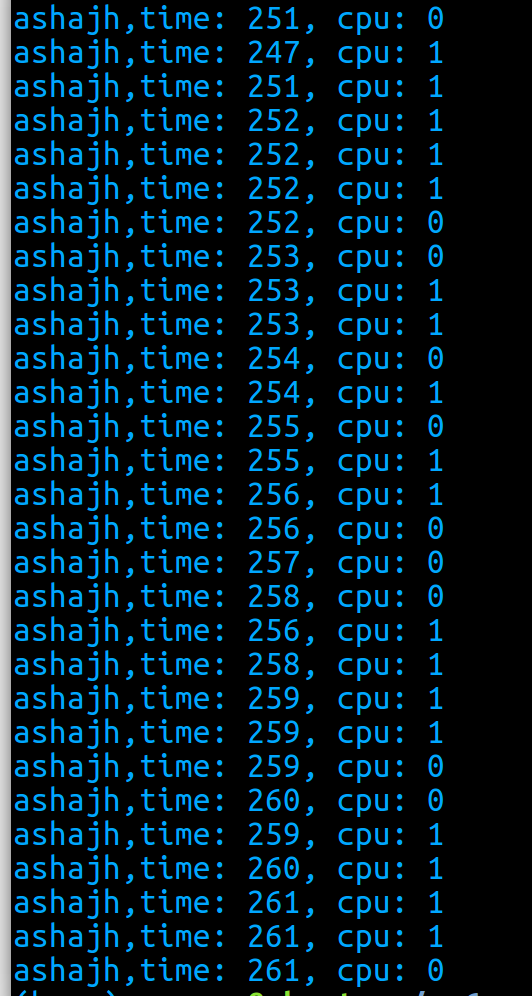 ashajh,time: 251, cpu: 0
ashajh,time: 247, cpu: 1
ashajh,time: 251, cpu: 1
ashajh,time: 252, cpu: 1
ashajh,time: 252, cpu: 1
ashajh,time: 252, cpu: 1
ashajh,time: 252, cpu: 0
ashajh,time: 253, cpu: 0
ashajh,time: 253, cpu: 1
ashajh,time: 253, cpu: 1
ashajh,time: 254, cpu: 0
ashajh,time: 254, cpu: 1
ashajh,time: 255, cpu: 0
ashajh,time: 255, cpu: 1
ashajh,time: 256, cpu: 1
ashajh,time: 256, cpu: 0
ashajh,time: 257, cpu: 0
ashajh,time: 258, cpu: 0
ashajh,time: 256, cpu: 1
ashajh,time: 258, cpu: 1
ashajh,time: 259, cpu: 1
ashajh,time: 259, cpu: 1
ashajh,time: 259, cpu: 0
ashajh,time: 260, cpu: 0
ashajh,time: 259, cpu: 1
ashajh,time: 260, cpu: 1
ashajh,time: 261, cpu: 1
ashajh,time: 261, cpu: 1
ashajh,time: 261, cpu: 0